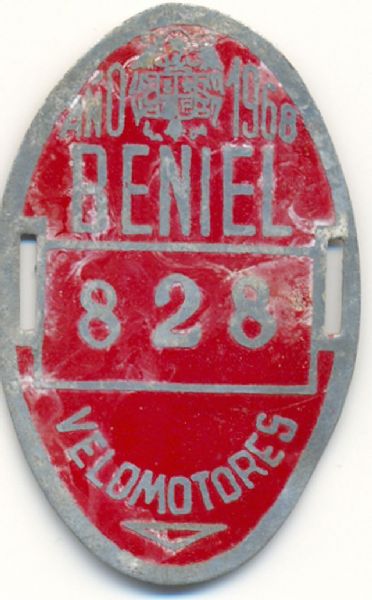 AÑO 1968
BENIEL
828
VELOMOTORES